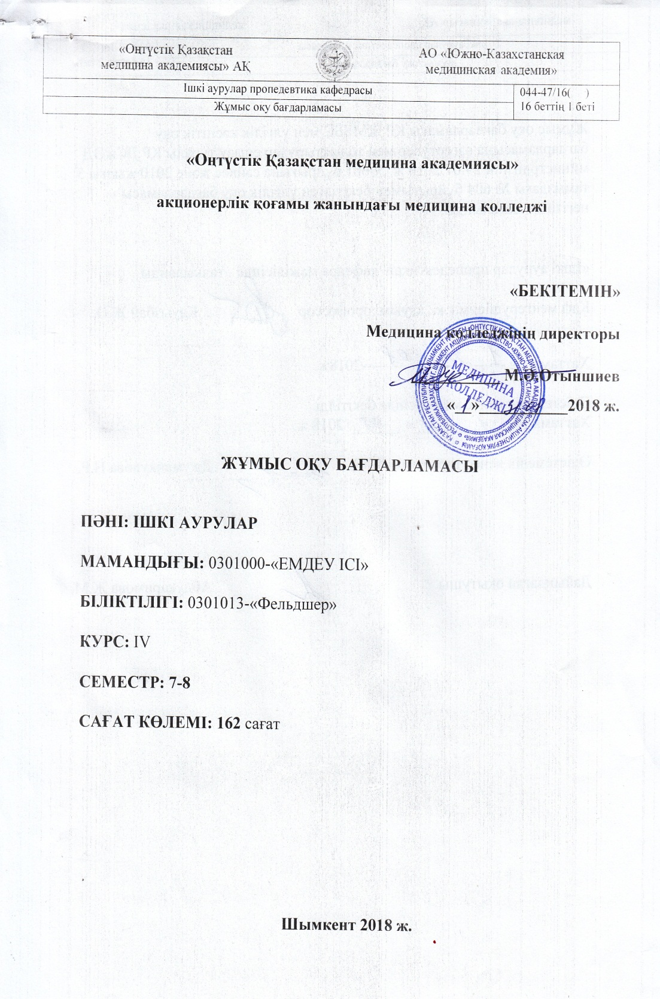 «Оңтүстік Қазақстан
медицина академиясы» АҚ
АО «Южно-Казахстанская
медицинская академия»
Ішкі аурулар пропедевтика кафедрасы
044-47/16( )
Жұмыс оқу бағдарламасы
16 беттің 1 беті
«Оңтүстік Қазақстан медицина академиясы»
акционерлік қоғамы жанындағы медицина колледжі
«БЕКІТЕМІН»
Медицина колледжінің директоры
___________ М.Ә.Отыншиев
«_1_»___________2018 ж.
МЕДИЦИНА
КОЛЛЕДЖІ
ЖҰМЫС ОҚУ БАҒДАРЛАМАСЫ
ПӘНІ: ІШКІ АУРУЛАР
МАМАНДЫҒЫ: 0301000-«ЕМДЕУ ІСІ»
БІЛІКТІЛІГІ: 0301013-«Фельдшер»
КУРС: IV
СЕМЕСТР: 7-8
САҒАТ КӨЛЕМІ: 162 сағат
Шымкент 2018 ж.